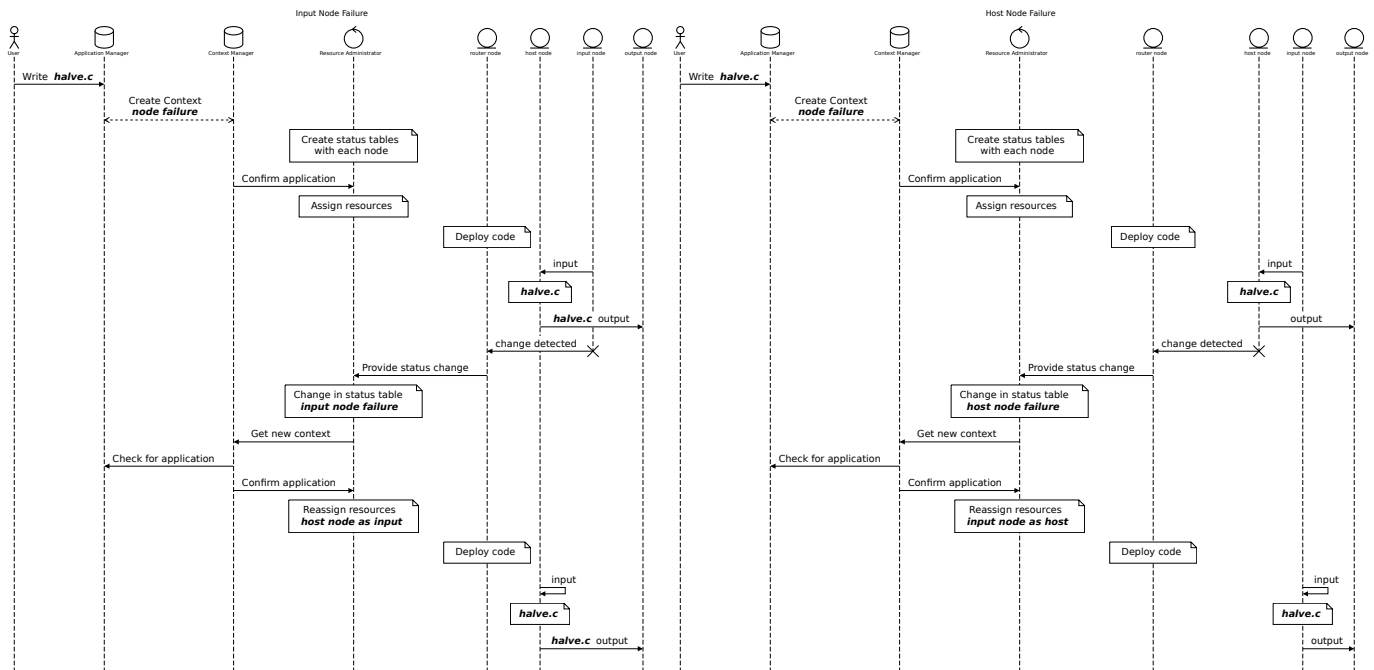 Input Node Failure
User
Application Manager
Context Manager
Resource Administrator
router node
host node
input node
output node
Write halve.c
Create Context
node failure
Create status tables
with each node
Confirm application
Assign resources
Deploy code
input
halve.c
halve.c output
change detected
Provide status change
Change in status table
input node failure
Get new context
Check for application
Confirm application
Reassign resources
host node as input
Deploy code
input
halve.c
halve.c output
Host Node Failure
User
Application Manager
Context Manager
Resource Administrator
router node
host node
input node
output node
Write halve.c
Create Context
node failure
Create status tables
with each node
Confirm application
Assign resources
Deploy code
input
halve.c
output
change detected
Provide status change
Change in status table
host node failure
Get new context
Check for application
Confirm application
Reassign resources
input node as host
Deploy code
input
halve.c
output